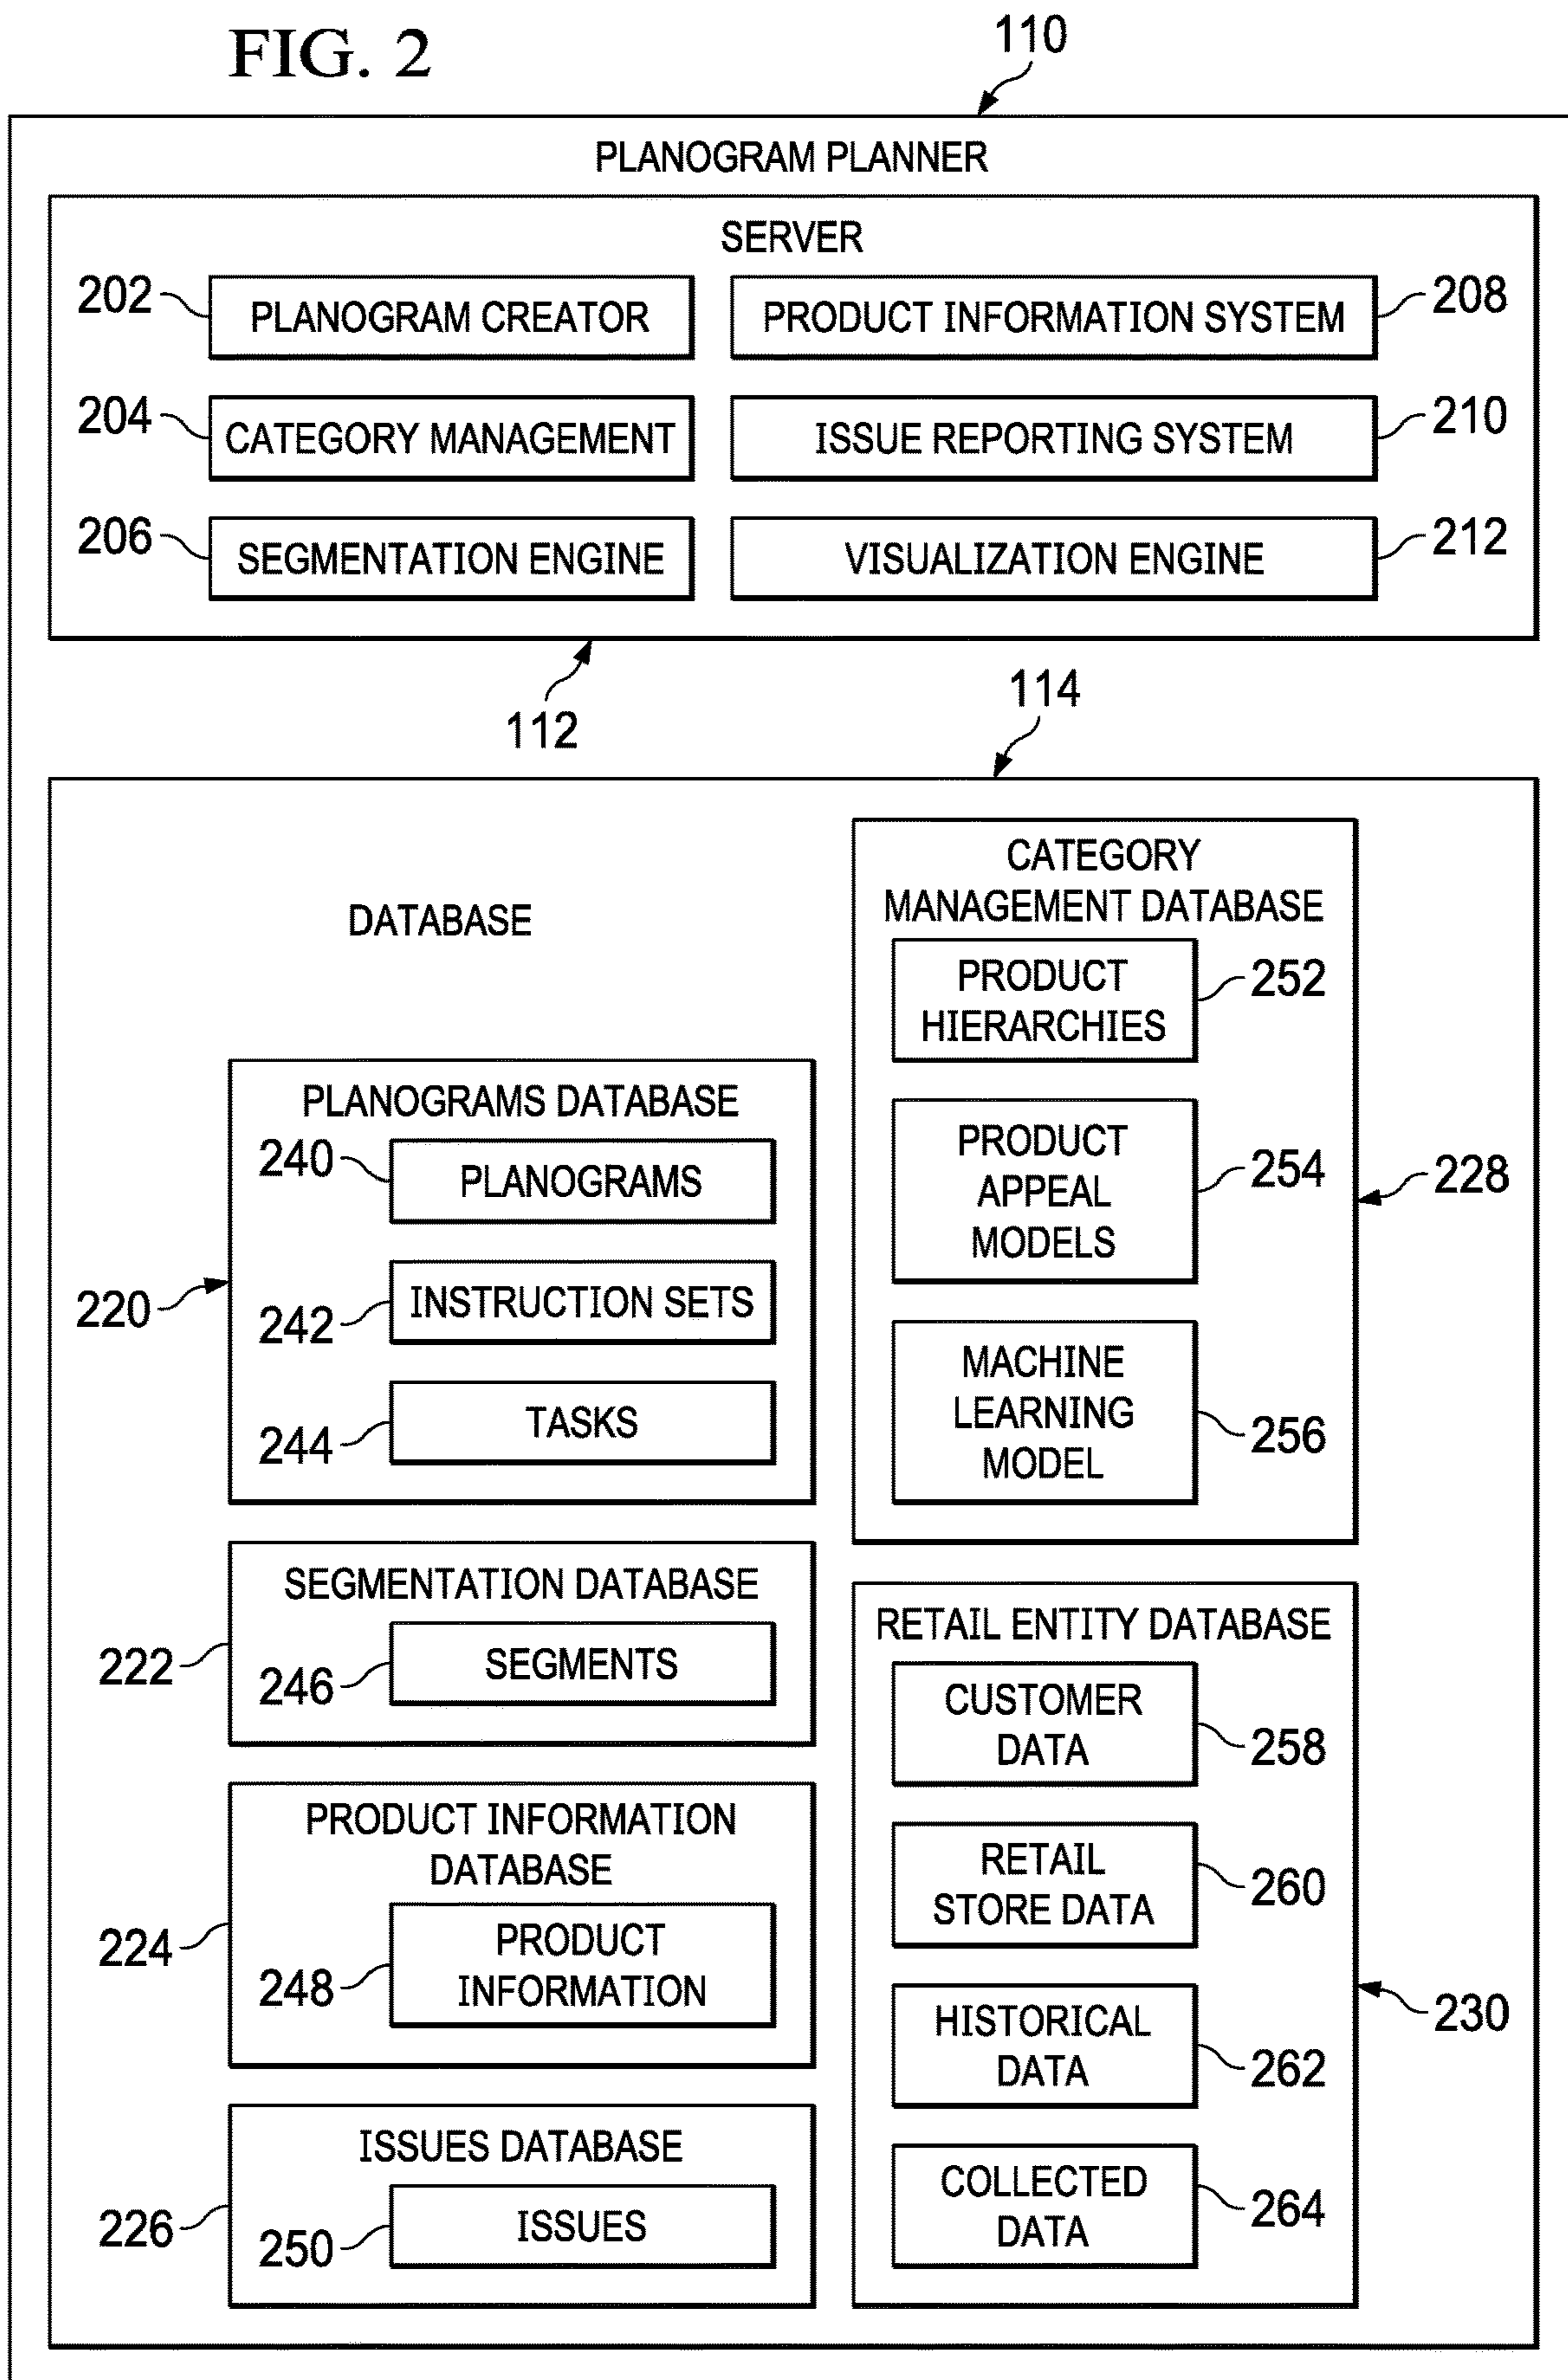 FIG. 2
110
PLANOGRAM PLANNER
SERVER
202
PLANOGRAM CREATOR
PRODUCT INFORMATION SYSTEM
208
204
CATEGORY MANAGEMENT
ISSUE REPORTING SYSTEM
210
206
SEGMENTATION ENGINE
VISUALIZATION ENGINE
212
112
114
DATABASE
PLANOGRAMS DATABASE
240
PLANOGRAMS
220
242
INSTRUCTION SETS
244
TASKS
SEGMENTATION DATABASE
222
246
SEGMENTS
PRODUCT INFORMATION
DATABASE
224
248
PRODUCT
INFORMATION
ISSUES DATABASE
226
250
ISSUES
CATEGORY
MANAGEMENT DATABASE
PRODUCT
HIERARCHIES
252
PRODUCT
APPEAL
MODELS
254
228
MACHINE
LEARNING
MODEL
256
RETAIL ENTITY DATABASE
CUSTOMER
DATA
258
RETAIL
STORE DATA
260
HISTORICAL
DATA
262
230
COLLECTED
DATA
264